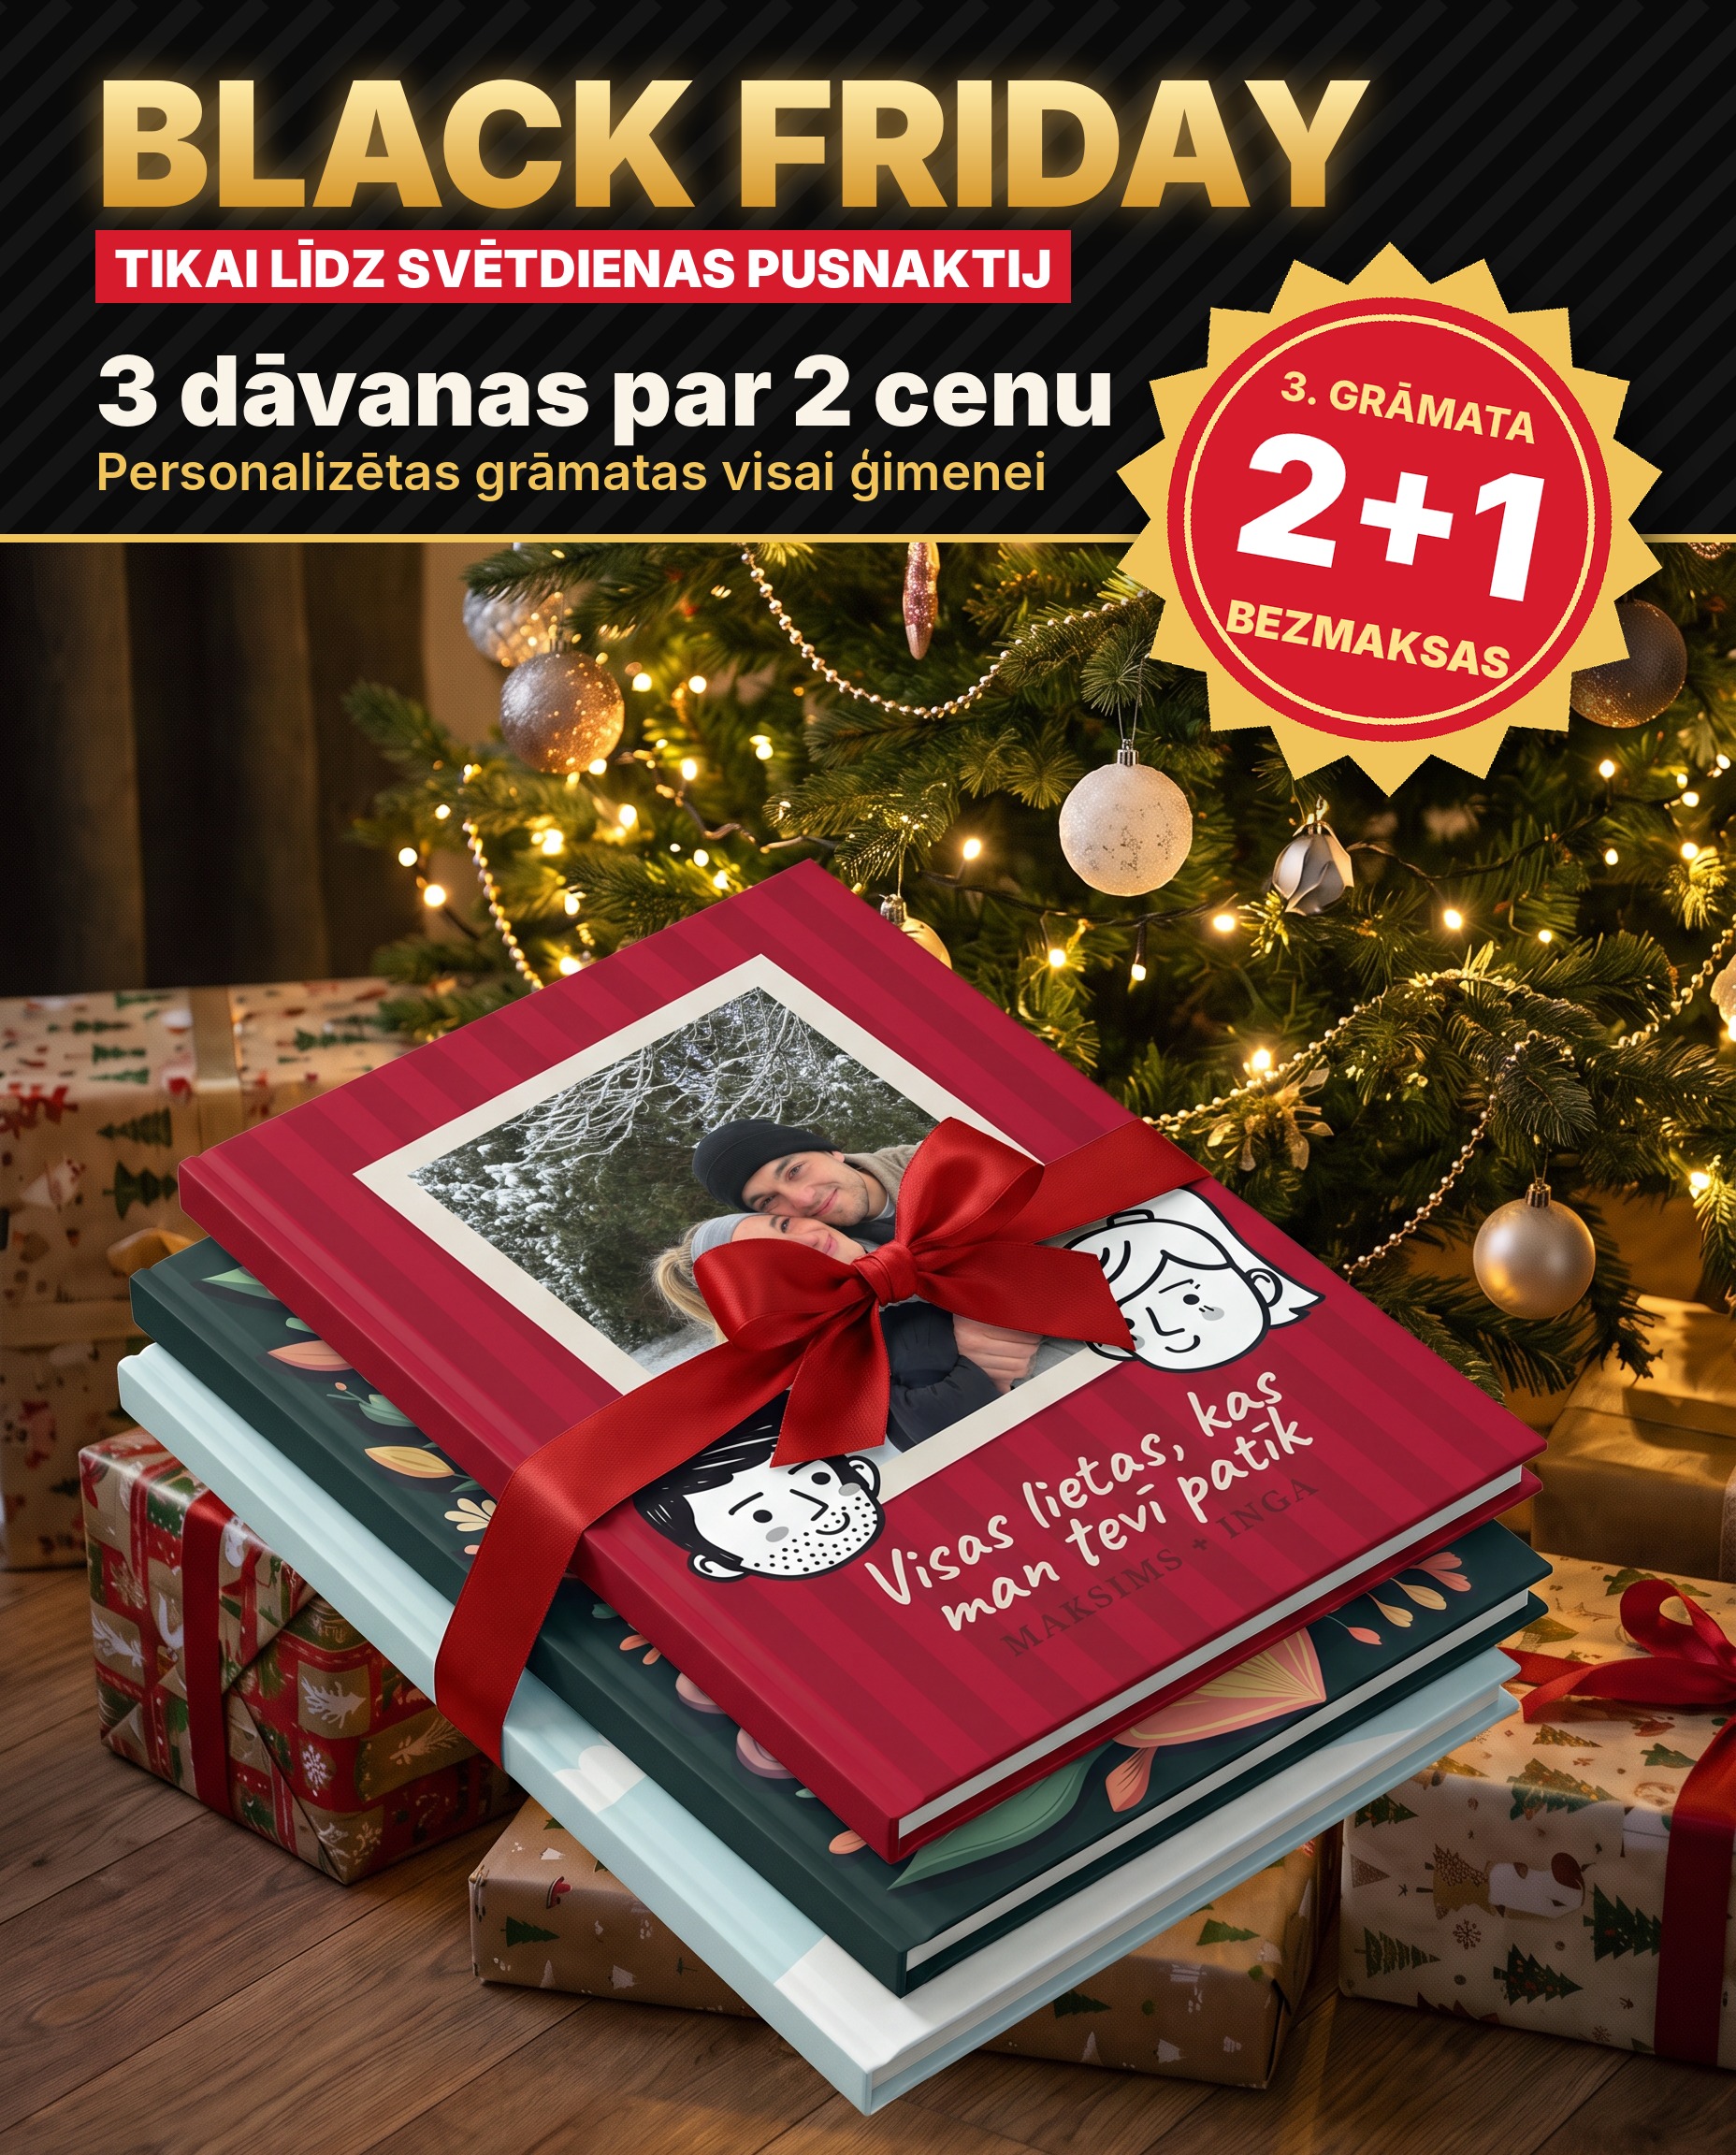 BLACK FRIDAY
TIKAI LĪDZ SVĒTDIENAS PUSNAKTIJ
3 dāvanas par 2 cenu
Personalizētas grāmatas visai ģimenei
3. GRĀMATA
2+1
BEZMAKSAS
Visas lietas, kas
man tevī patīk
MAKSIMS + INGA